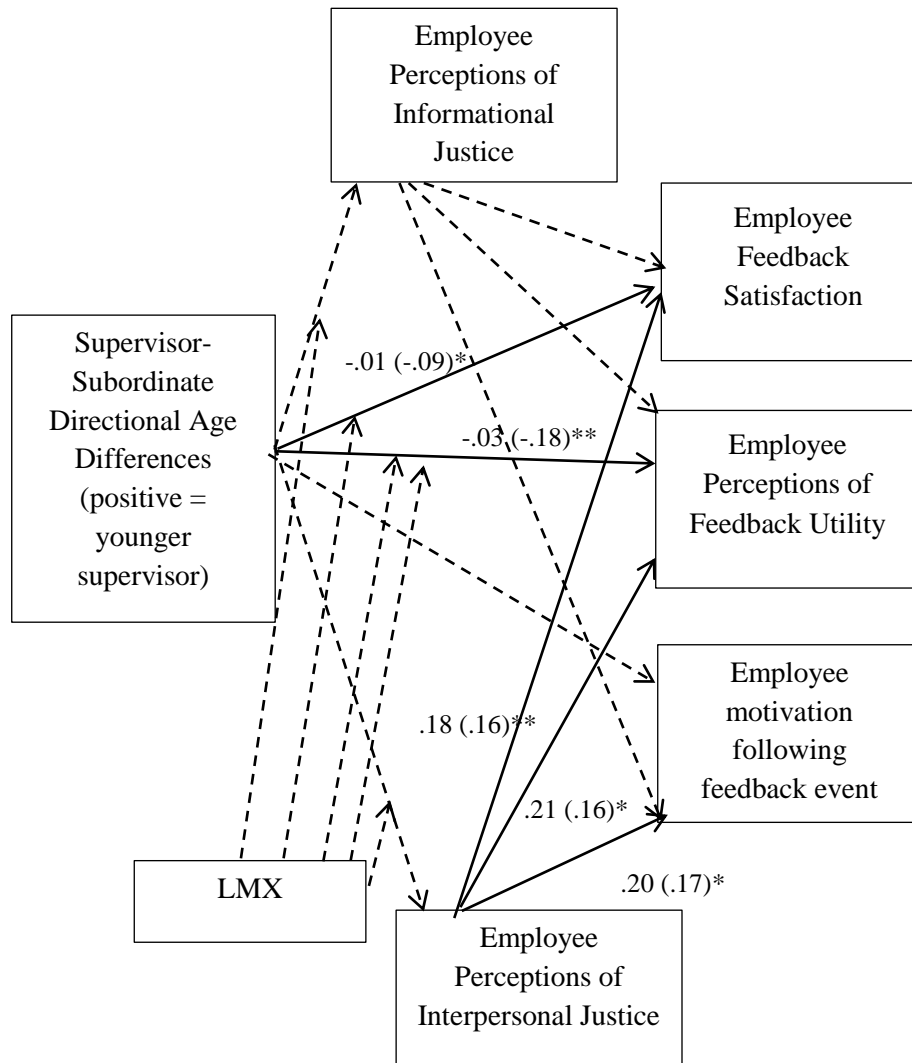 Employee
Perceptions of
Informational
Justice
Employee
Feedback
Satisfaction
Supervisor-
Subordinate
Directional Age
Differences
(positive =
younger
supervisor)
-.01 (-.09)*
-.03 (-.18)**
Employee
Perceptions of
Feedback Utility
Employee
motivation
following
feedback event
.18 (.16)**
.21 (.16)*
.20 (.17)*
LMX
Employee
Perceptions of
Interpersonal Justice